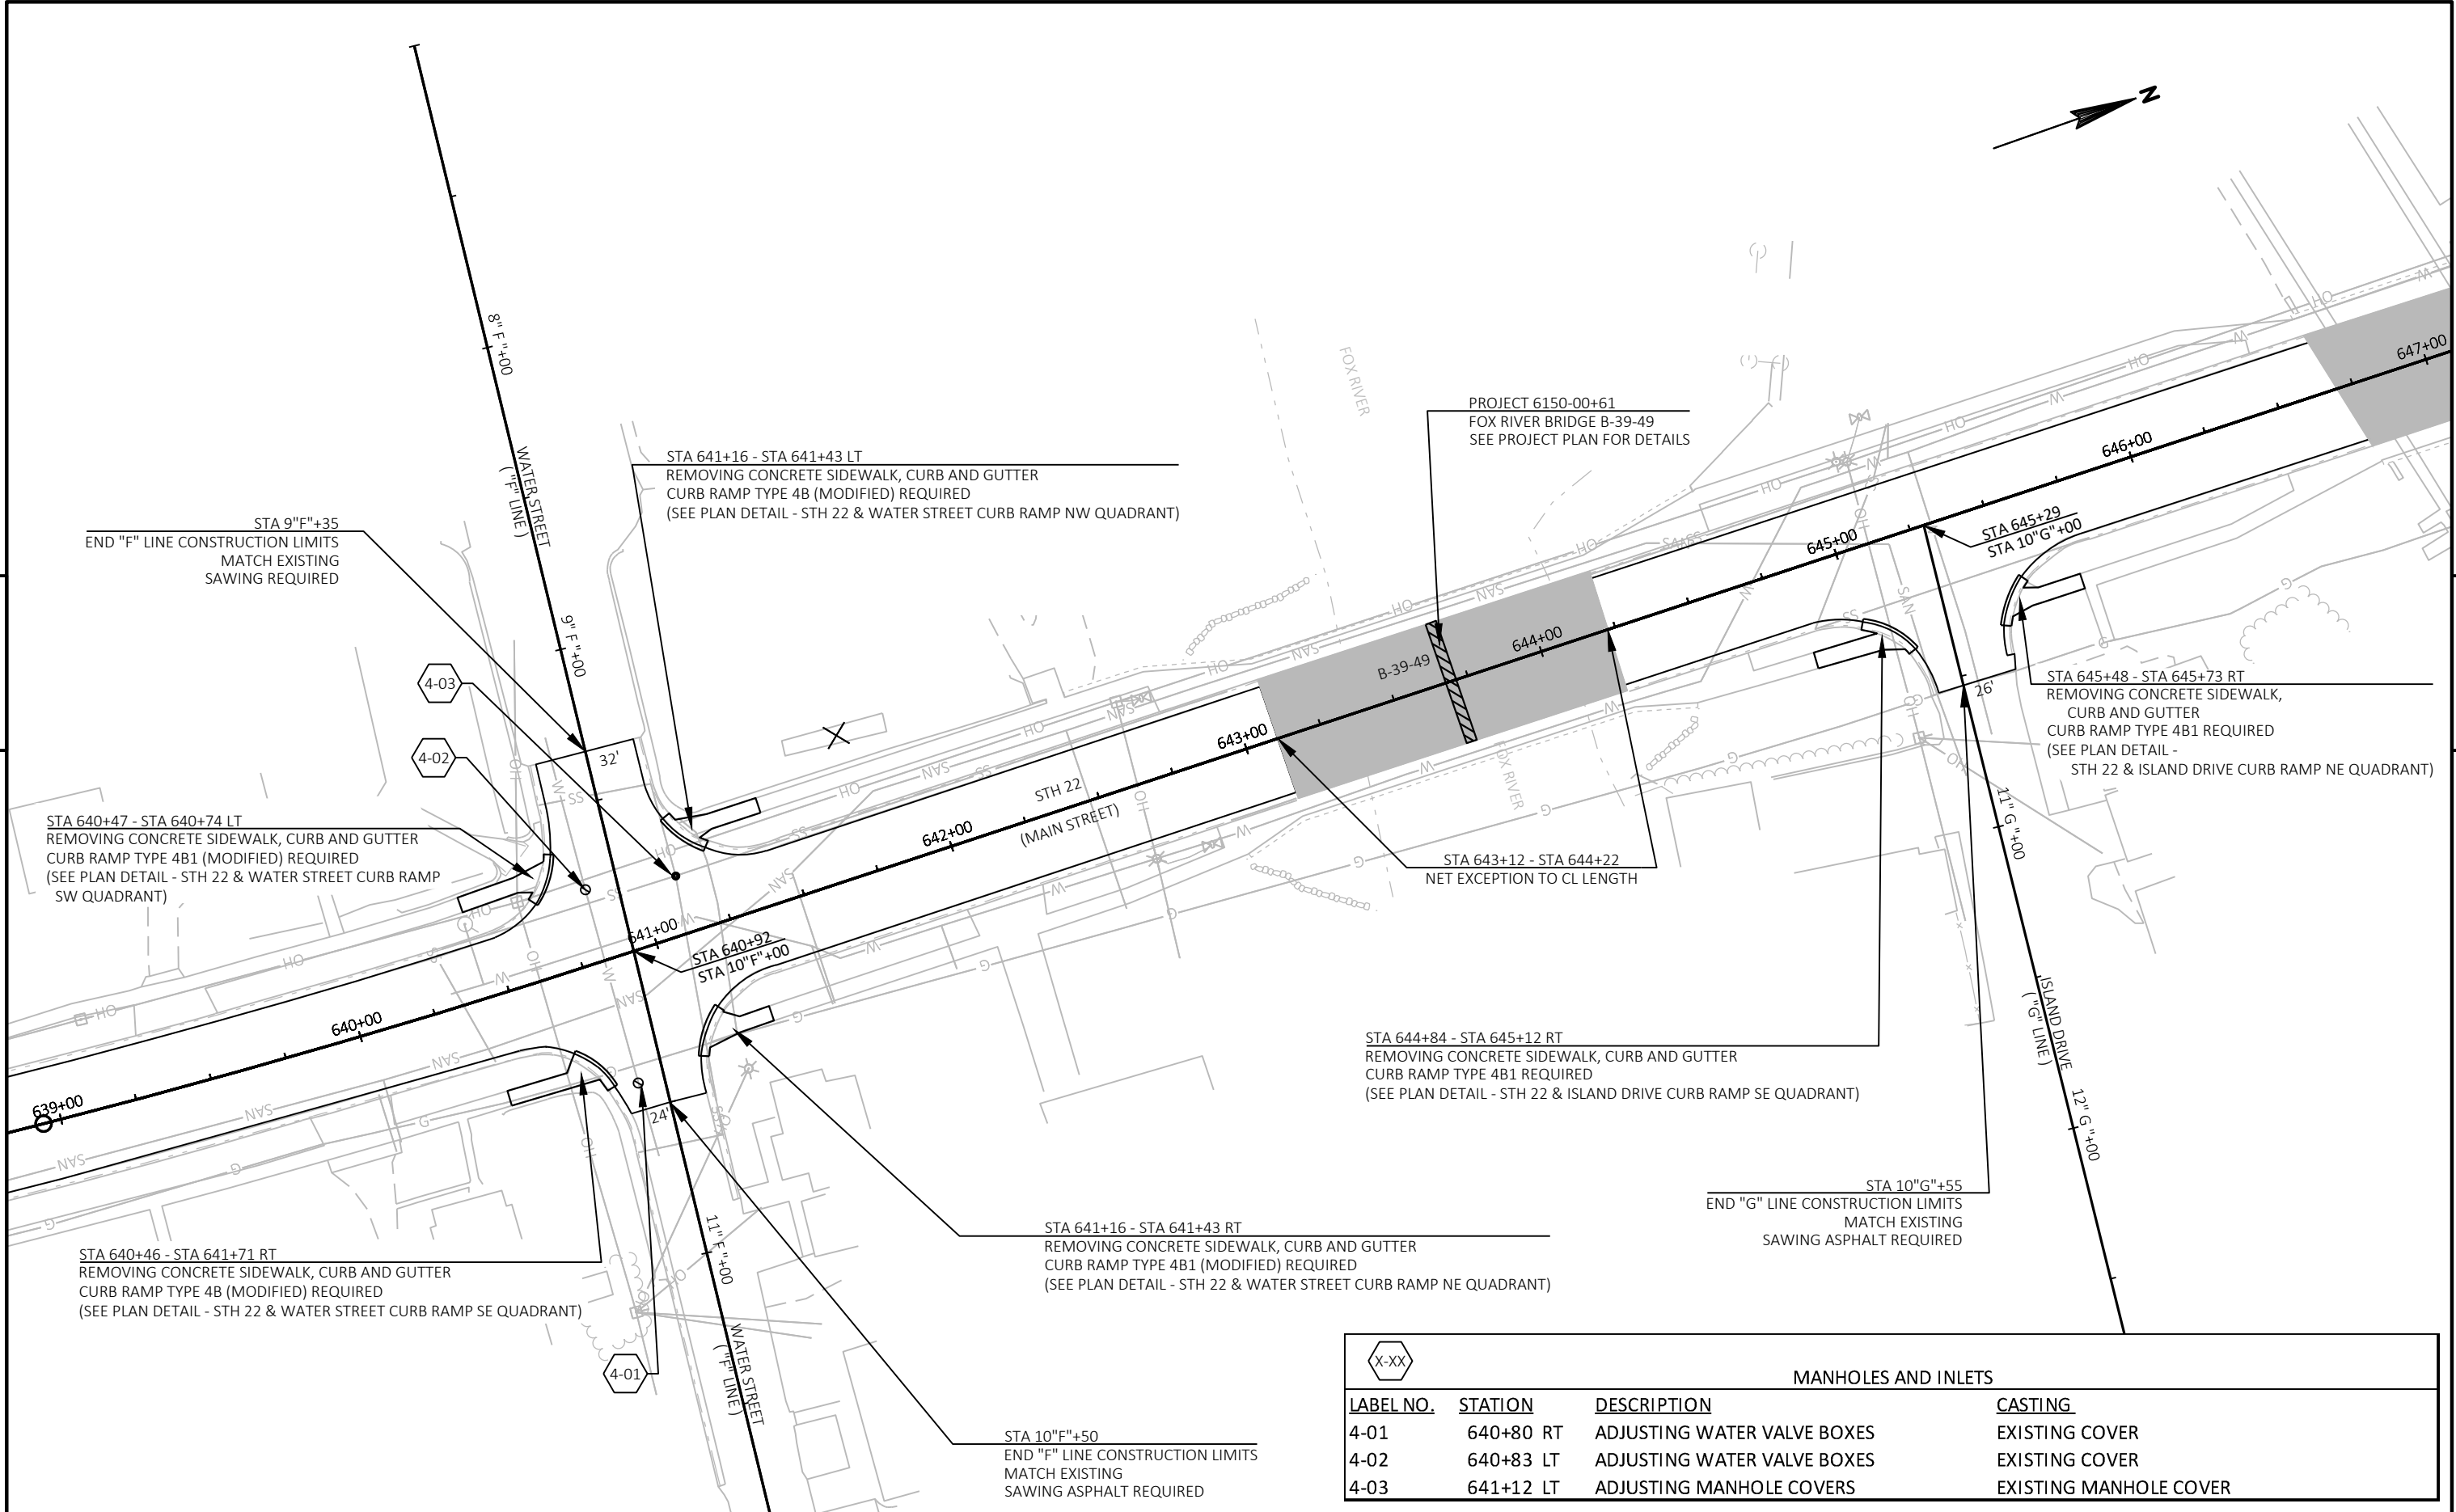 N
8" F "+00
WATER STREET
( "F" LINE )
9" F "+00
STA 9"F"+35
END "F" LINE CONSTRUCTION LIMITS
MATCH EXISTING
SAWING REQUIRED
STA 641+16 - STA 641+43 LT
REMOVING CONCRETE SIDEWALK, CURB AND GUTTER
CURB RAMP TYPE 4B (MODIFIED) REQUIRED
(SEE PLAN DETAIL - STH 22 & WATER STREET CURB RAMP NW QUADRANT)
FOX RIVER
PROJECT 6150-00+61
FOX RIVER BRIDGE B-39-49
SEE PROJECT PLAN FOR DETAILS
647+00
646+00
645+00
STA 645+29
STA 10"G"+00
644+00
B-39-49
643+00
STH 22
(MAIN STREET)
642+00
641+00
STA 640+92
STA 10"F"+00
640+00
639+00
4-03
4-02
32'
STA 640+47 - STA 640+74 LT
REMOVING CONCRETE SIDEWALK, CURB AND GUTTER
CURB RAMP TYPE 4B1 (MODIFIED) REQUIRED
(SEE PLAN DETAIL - STH 22 & WATER STREET CURB RAMP
SW QUADRANT)
FOX RIVER
STA 643+12 - STA 644+22
NET EXCEPTION TO CL LENGTH
26'
STA 645+48 - STA 645+73 RT
REMOVING CONCRETE SIDEWALK,
CURB AND GUTTER
CURB RAMP TYPE 4B1 REQUIRED
(SEE PLAN DETAIL -
STH 22 & ISLAND DRIVE CURB RAMP NE QUADRANT)
11" G "+00
ISLAND DRIVE
( "G" LINE )
12" G "+00
STA 644+84 - STA 645+12 RT
REMOVING CONCRETE SIDEWALK, CURB AND GUTTER
CURB RAMP TYPE 4B1 REQUIRED
(SEE PLAN DETAIL - STH 22 & ISLAND DRIVE CURB RAMP SE QUADRANT)
STA 10"G"+55
END "G" LINE CONSTRUCTION LIMITS
MATCH EXISTING
SAWING ASPHALT REQUIRED
24'
11" F "+00
WATER STREET
( "F" LINE )
STA 640+46 - STA 641+71 RT
REMOVING CONCRETE SIDEWALK, CURB AND GUTTER
CURB RAMP TYPE 4B (MODIFIED) REQUIRED
(SEE PLAN DETAIL - STH 22 & WATER STREET CURB RAMP SE QUADRANT)
STA 641+16 - STA 641+43 RT
REMOVING CONCRETE SIDEWALK, CURB AND GUTTER
CURB RAMP TYPE 4B1 (MODIFIED) REQUIRED
(SEE PLAN DETAIL - STH 22 & WATER STREET CURB RAMP NE QUADRANT)
4-01
STA 10"F"+50
END "F" LINE CONSTRUCTION LIMITS
MATCH EXISTING
SAWING ASPHALT REQUIRED
X-XX
MANHOLES AND INLETS
LABEL NO. STATION DESCRIPTION CASTING
4-01 640+80 RT ADJUSTING WATER VALVE BOXES EXISTING COVER
4-02 640+83 LT ADJUSTING WATER VALVE BOXES EXISTING COVER
4-03 641+12 LT ADJUSTING MANHOLE COVERS EXISTING MANHOLE COVER